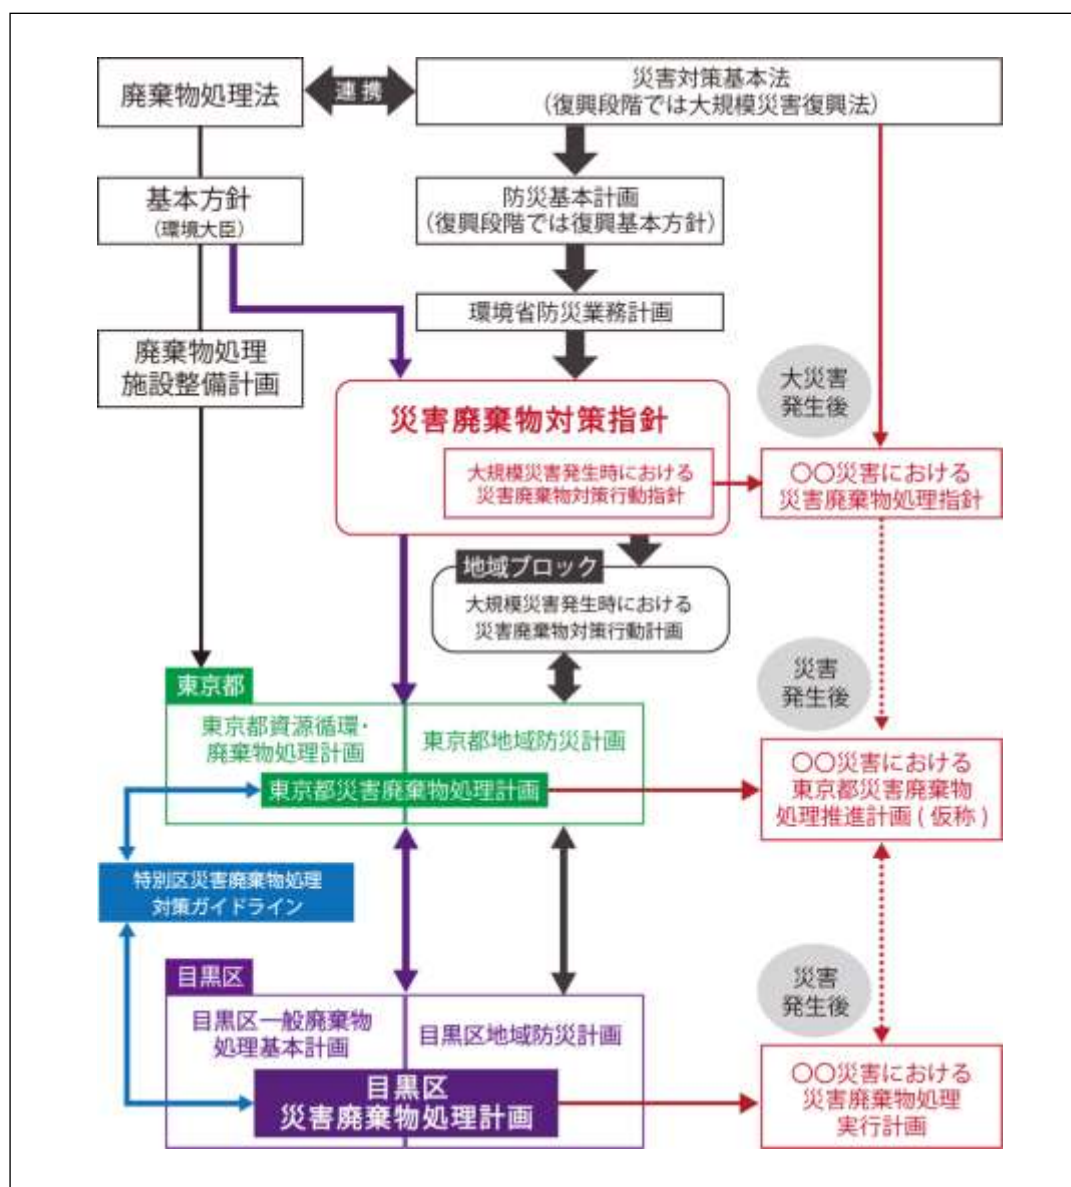 廃棄物処理法
連携
災害対策基本法
(復興段階では大規模災害復興法)
基本方針
(環境大臣)
防災基本計画
(復興段階では復興基本方針)
環境省防災業務計画
廃棄物処理
施設整備計画
大災害
発生後
災害廃棄物対策指針
大規模災害発生時における
災害廃棄物対策行動指針
〇〇災害における
災害廃棄物処理指針
地域ブロック
大規模災害発生時における
災害廃棄物対策行動計画
災害
発生後
東京都
東京都資源循環・
廃棄物処理計画
東京都地域防災計画
東京都災害廃棄物処理計画
〇〇災害における
東京都災害廃棄物
処理推進計画(仮称)
特別区災害廃棄物処理
対策ガイドライン
災害
発生後
目黒区
目黒区一般廃棄物
処理基本計画
目黒区地域防災計画
目黒区
災害廃棄物処理計画
〇〇災害における
災害廃棄物処理
実行計画